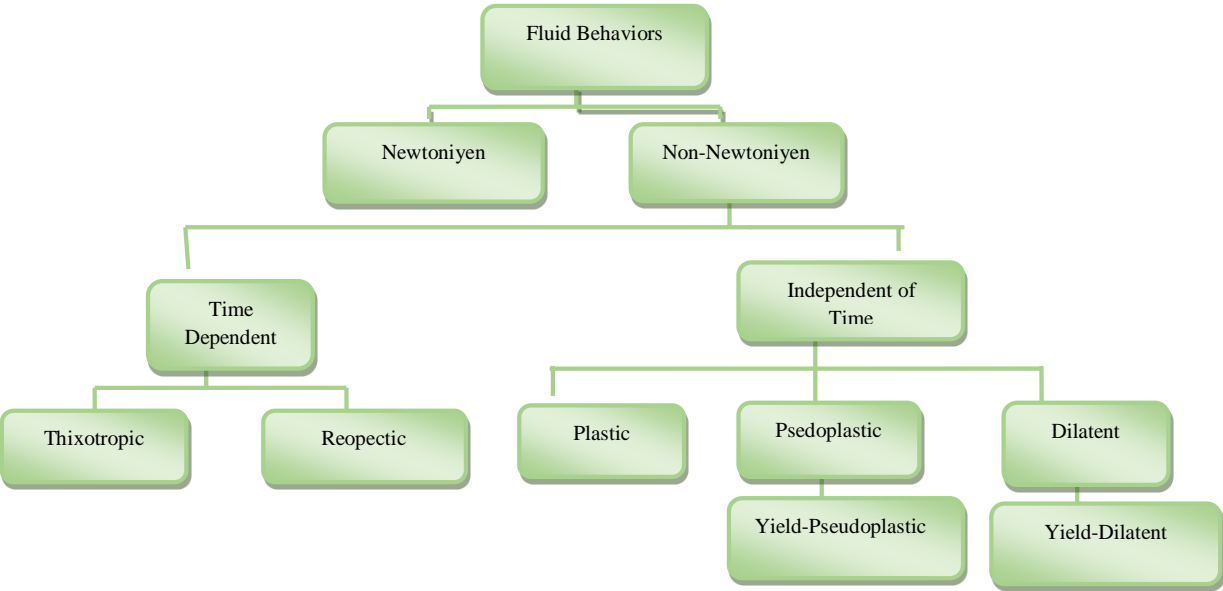 Fluid Behaviors
Newtoniyen
Non-Newtoniyen
Time
Dependent
Independent of
Time
Thixotropic
Reopectic
Plastic
Psedoplastic
Dilatent
Yield-Pseudoplastic
Yield-Dilatent